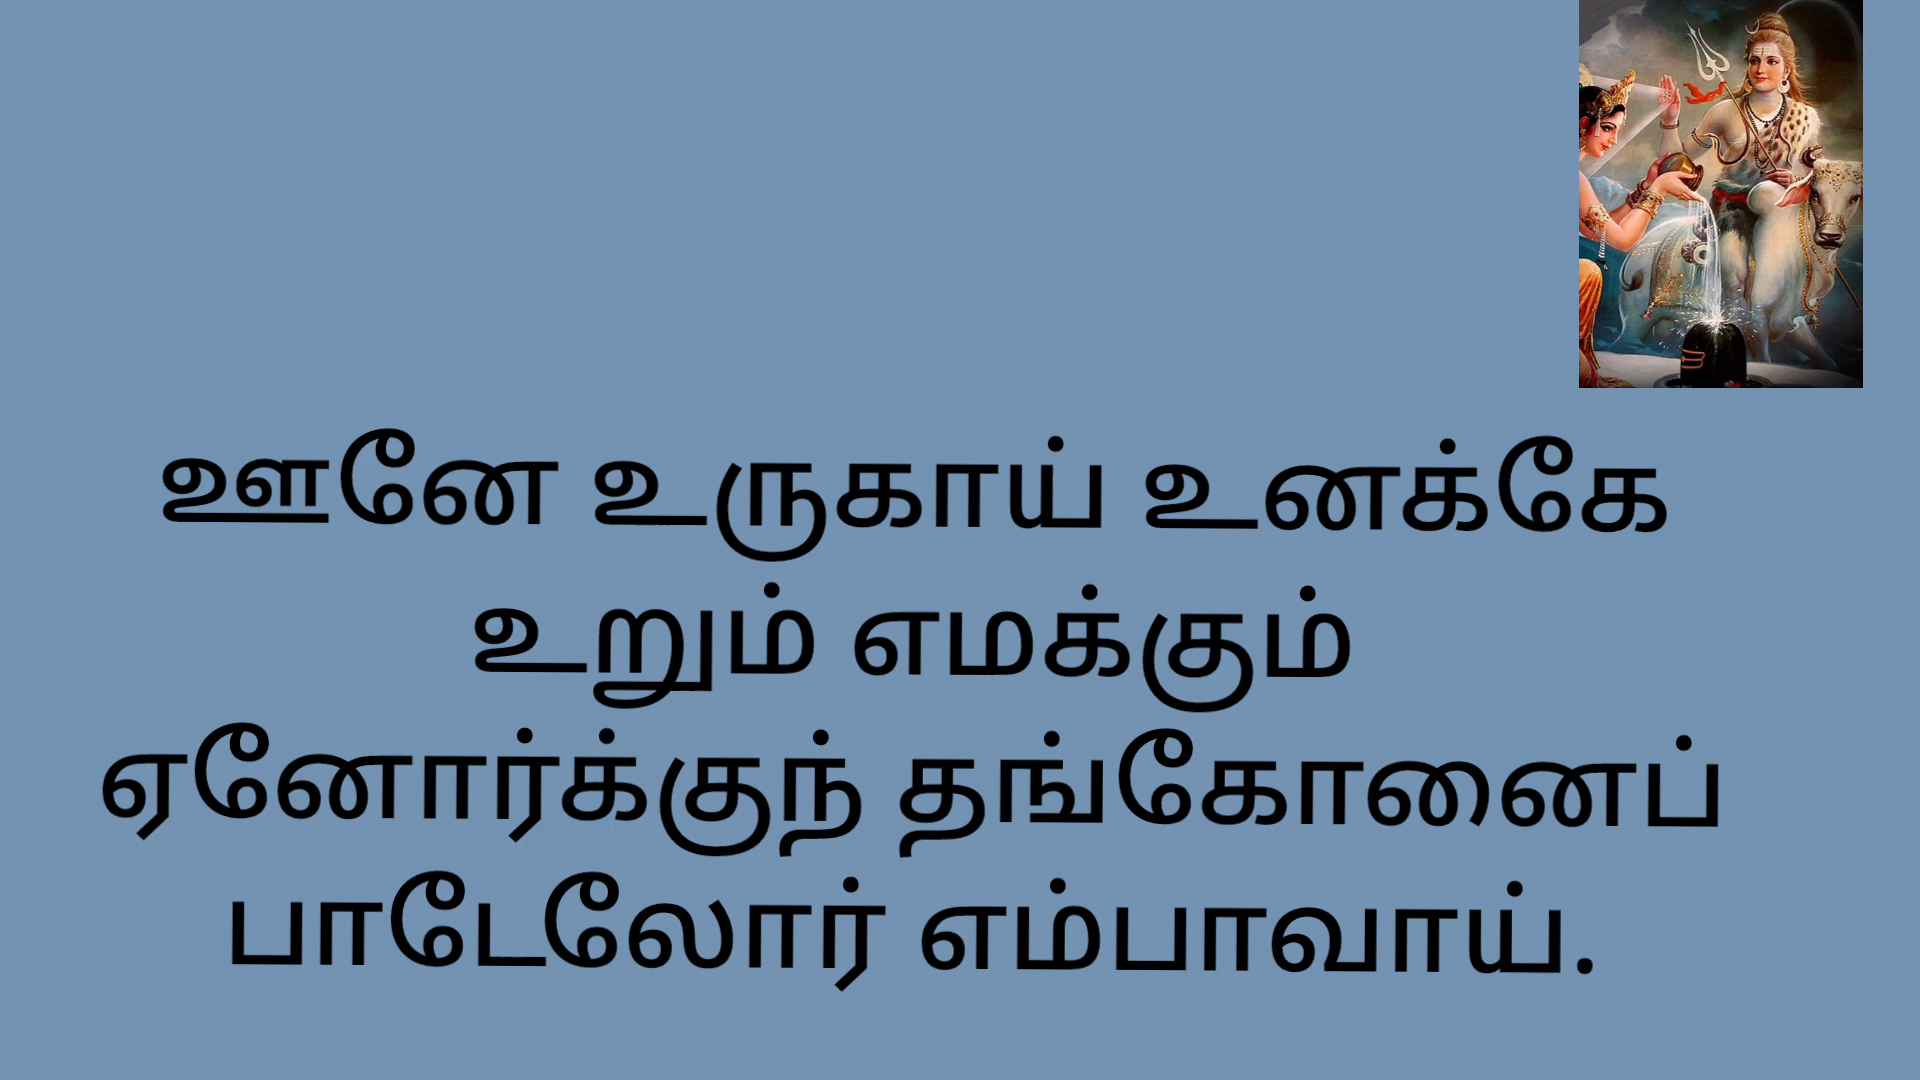 ஊனே உருகாய் உனக்கே
உறும் எமக்கும்
ஏனோர்க்குந் தங்கோனைப்
பாடேலோர் எம்பாவாய்.